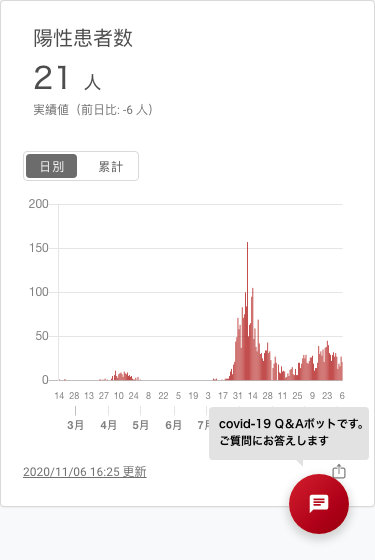 陽性患者数
21 人
実績値（前日比: -6 人）
日別 累計
200
150
100
50
0
14 28 13 27 10 24 8 22 5 19 3 17 31 14 28 11 25 9 23 6
3月 4月 5月 6月 7月
covid-19 Q&Aボットです。
ご質問にお答えします
2020/11/06 16:25 更新